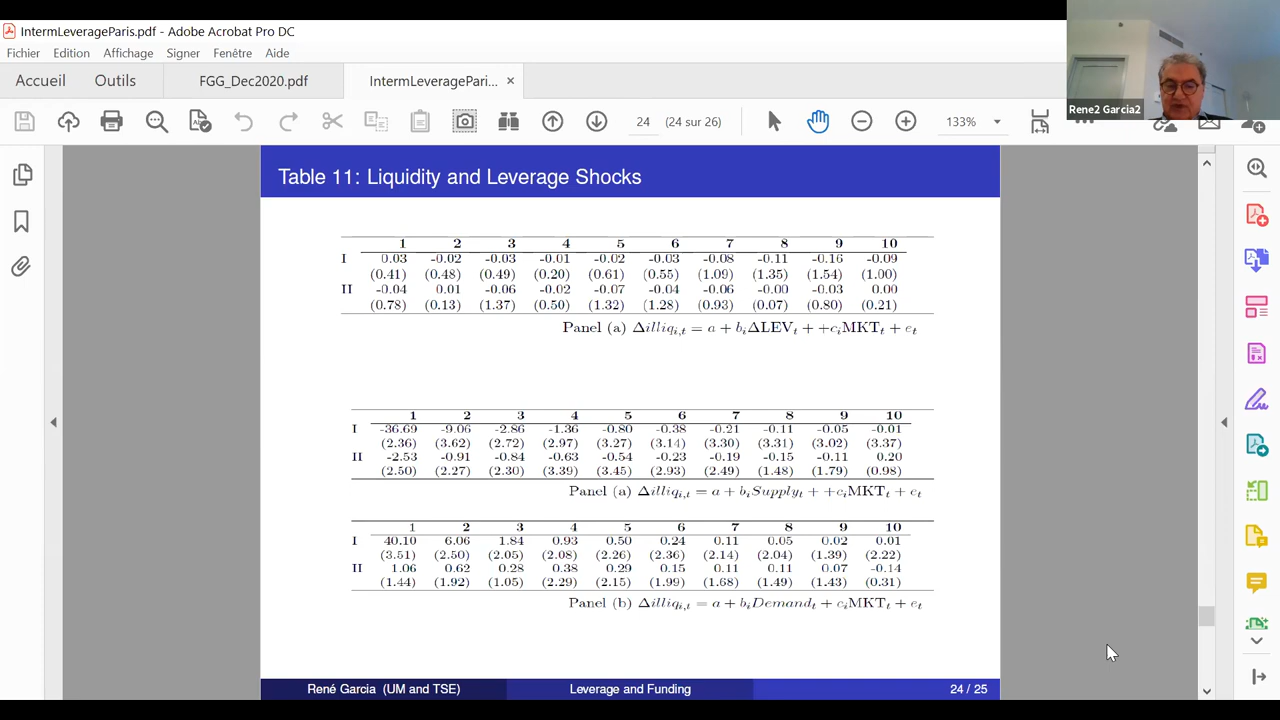 IntermLeverageParis.pdf - Adobe Acrobat Pro DC
Fichier Edition Affichage Signer Fenêtre Aide
Accueil Outils FGG_Dec2020.pdf IntermLeveragePari... ×
24 (24 sur 26) 133%
Rene2 Garcia2
Table 11: Liquidity and Leverage Shocks
1 2 3 4 5 6 7 8 9 10
I 0.03 -0.02 -0.03 -0.01 -0.02 -0.03 -0.08 -0.11 -0.16 -0.09
(0.41) (0.48) (0.49) (0.20) (0.61) (0.55) (1.09) (1.35) (1.54) (1.00)
II -0.04 0.01 -0.06 -0.02 -0.07 -0.04 -0.06 -0.00 -0.03 0.00
(0.78) (0.13) (1.37) (0.50) (1.32) (1.28) (0.93) (0.07) (0.80) (0.21)
Panel (a) Δilliq_{i,t} = a + b_iΔLEV_t + +c_iMKT_t + e_t
1 2 3 4 5 6 7 8 9 10
I -36.69 -9.06 -2.86 -1.36 -0.80 -0.38 -0.21 -0.11 -0.05 -0.01
(2.36) (3.62) (2.72) (2.97) (3.27) (3.14) (3.30) (3.31) (3.02) (3.37)
II -2.53 -0.91 -0.84 -0.63 -0.54 -0.23 -0.19 -0.15 -0.11 0.20
(2.50) (2.27) (2.30) (3.39) (3.45) (2.93) (2.49) (1.48) (1.79) (0.98)
Panel (a) Δilliq_{i,t} = a + b_iSupply_t + +c_iMKT_t + e_t
1 2 3 4 5 6 7 8 9 10
I 40.10 6.06 1.84 0.93 0.50 0.24 0.11 0.05 0.02 0.01
(3.51) (2.50) (2.05) (2.08) (2.26) (2.36) (2.14) (2.04) (1.39) (2.22)
II 1.06 0.62 0.28 0.38 0.29 0.15 0.11 0.11 0.07 -0.14
(1.44) (1.92) (1.05) (2.29) (2.15) (1.99) (1.68) (1.49) (1.43) (0.31)
Panel (b) Δilliq_{i,t} = a + b_iDemand_t + c_iMKT_t + e_t
René Garcia (UM and TSE) Leverage and Funding 24 / 25